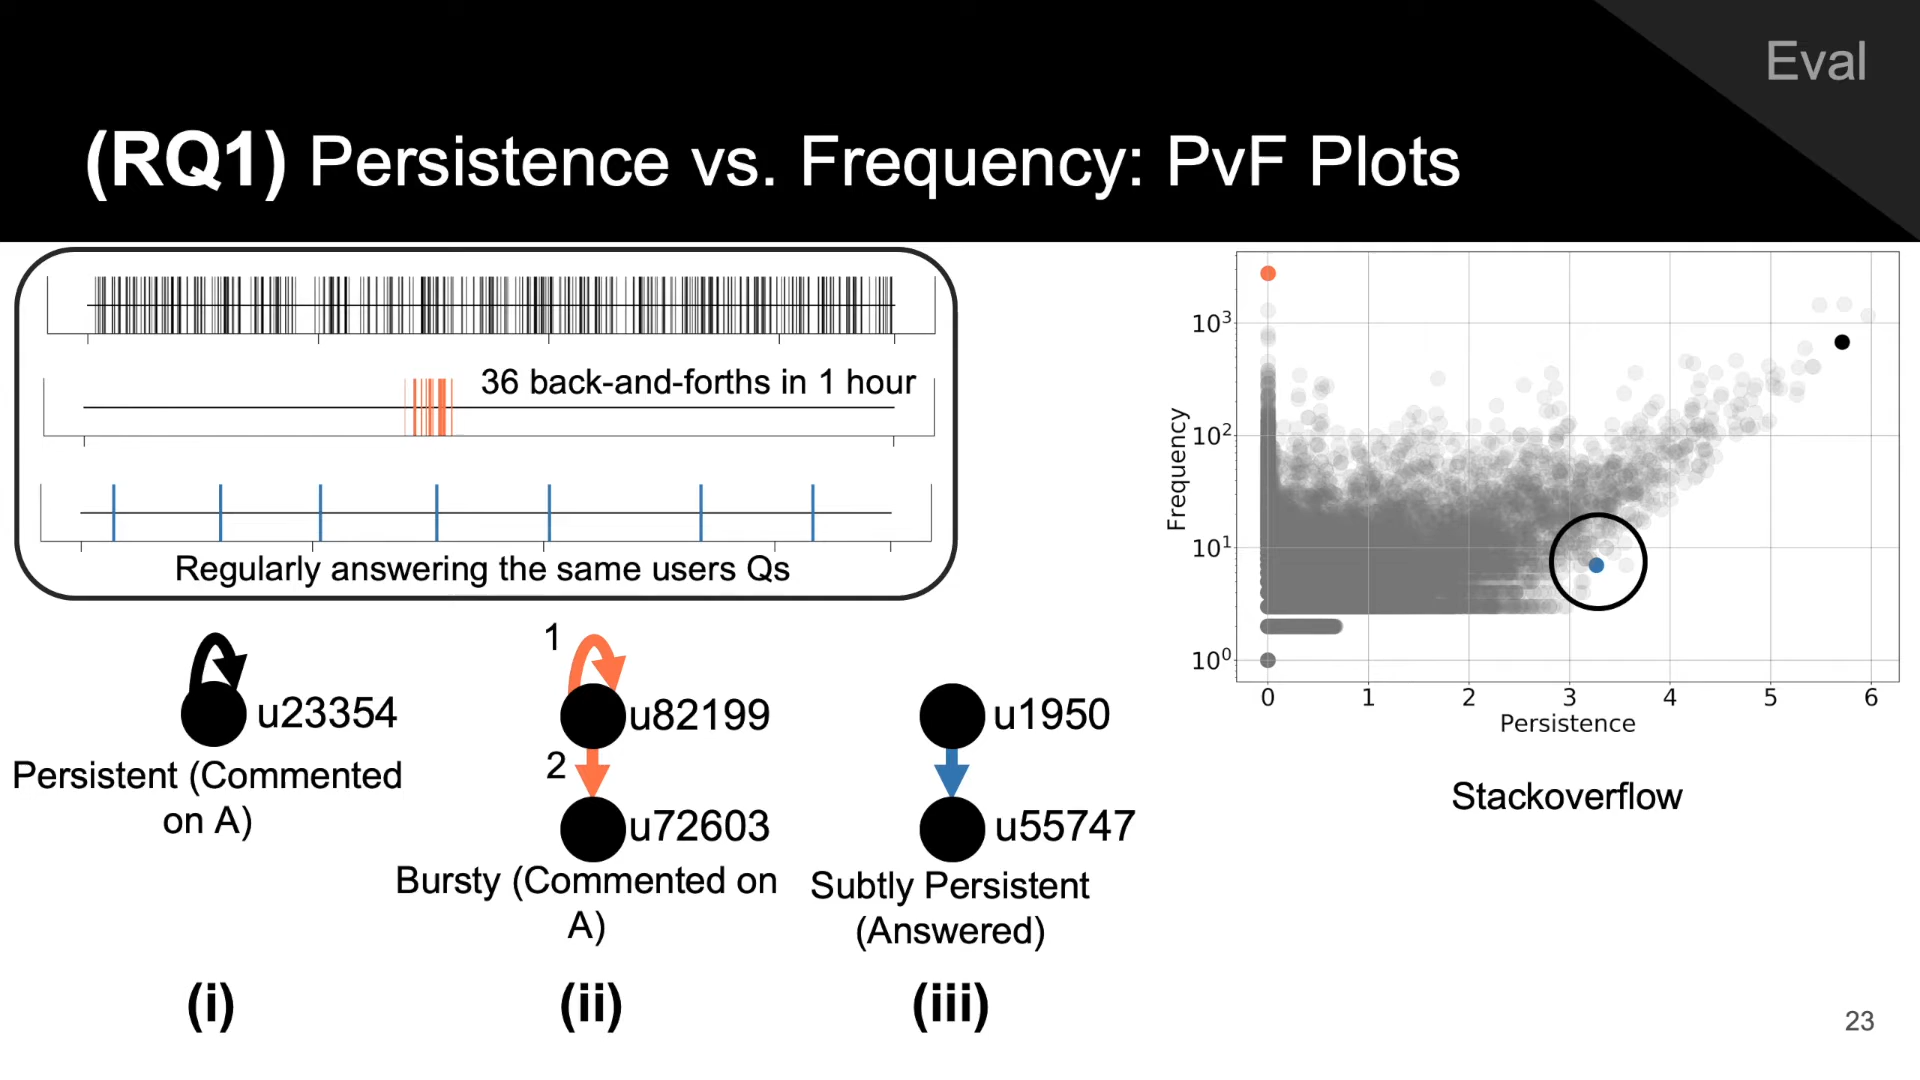 Eval
(RQ1) Persistence vs. Frequency: PvF Plots
36 back-and-forths in 1 hour
Regularly answering the same users Qs
u23354
Persistent (Commented
on A)
(i)
1
u82199
2
u72603
Bursty (Commented on
A)
(ii)
u1950
u55747
Subtly Persistent
(Answered)
(iii)
Frequency
10³
10²
10¹
10⁰
0 1 2 3 4 5 6
Persistence
Stackoverflow
23